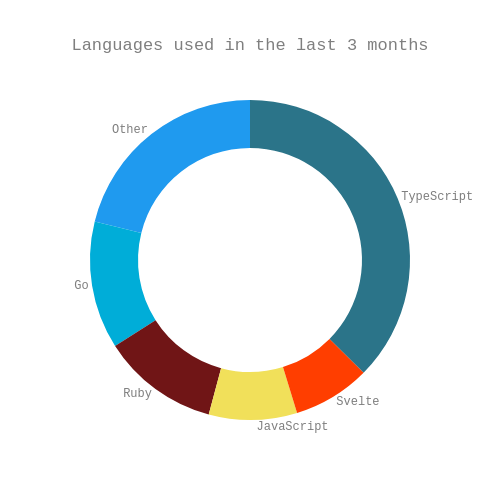 Languages used in the last 3 months
Other
TypeScript
Go
Ruby
Svelte
JavaScript